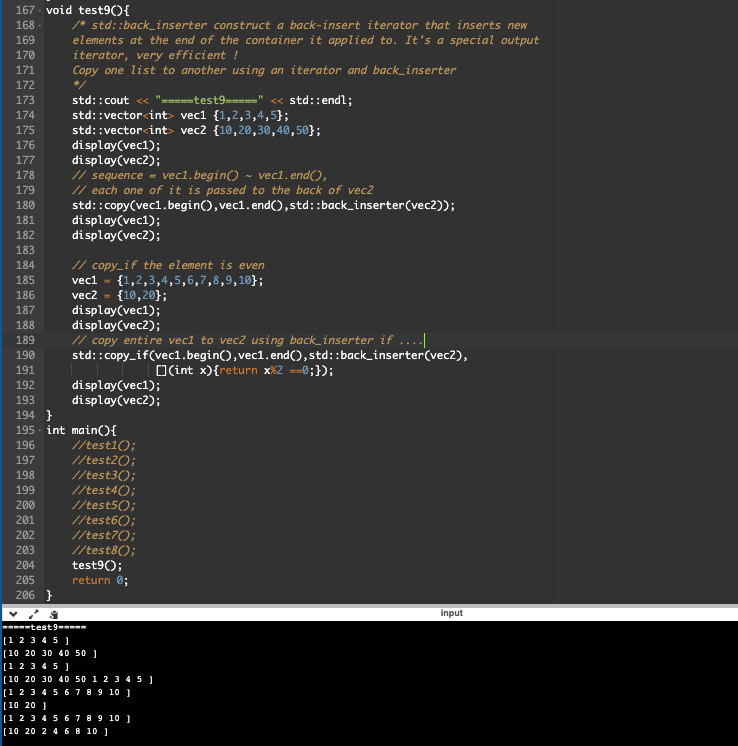 167 void test9(){
168 /* std::back_inserter construct a back-insert iterator that inserts new
169 elements at the end of the container it applied to. It's a special output
170 iterator, very efficient !
171 Copy one list to another using an iterator and back_inserter
172 */
173 std::cout << "=====test9=====" << std::endl;
174 std::vector<int> vec1 {1,2,3,4,5};
175 std::vector<int> vec2 {10,20,30,40,50};
176 display(vec1);
177 display(vec2);
178 // sequence = vec1.begin() ~ vec1.end(),
179 // each one of it is passed to the back of vec2
180 std::copy(vec1.begin(),vec1.end(),std::back_inserter(vec2));
181 display(vec1);
182 display(vec2);
183
184 // copy_if the element is even
185 vec1 = {1,2,3,4,5,6,7,8,9,10};
186 vec2 = {10,20};
187 display(vec1);
188 display(vec2);
189 // copy entire vec1 to vec2 using back_inserter if ....
190 std::copy_if(vec1.begin(),vec1.end(),std::back_inserter(vec2),
191 [](int x){return x%2 ==0;});
192 display(vec1);
193 display(vec2);
194 }
195 int main(){
196 //test1();
197 //test2();
198 //test3();
199 //test4();
200 //test5();
201 //test6();
202 //test7();
203 //test8();
204 test9();
205 return 0;
206 }
input
=====test9=====
[1 2 3 4 5 ]
[10 20 30 40 50 ]
[1 2 3 4 5 ]
[10 20 30 40 50 1 2 3 4 5 ]
[1 2 3 4 5 6 7 8 9 10 ]
[10 20 ]
[1 2 3 4 5 6 7 8 9 10 ]
[10 20 2 4 6 8 10 ]